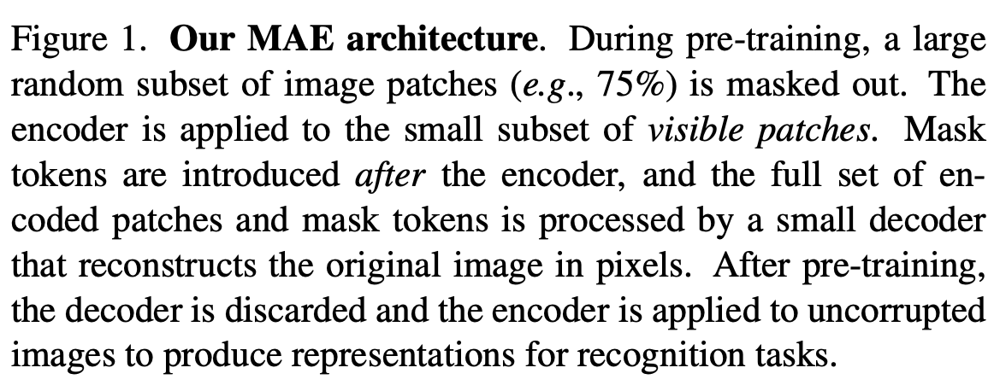 Figure 1. Our MAE architecture. During pre-training, a large
random subset of image patches (e.g., 75%) is masked out. The
encoder is applied to the small subset of visible patches. Mask
tokens are introduced after the encoder, and the full set of en-
coded patches and mask tokens is processed by a small decoder
that reconstructs the original image in pixels. After pre-training,
the decoder is discarded and the encoder is applied to uncorrupted
images to produce representations for recognition tasks.